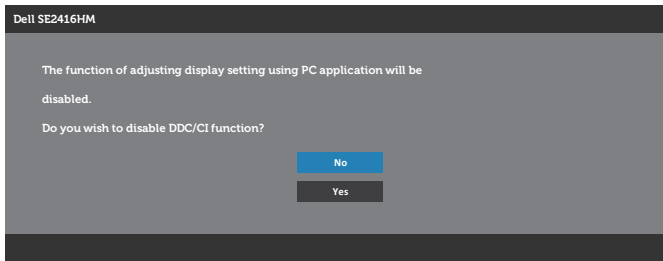 Dell SE2416HM
The function of adjusting display setting using PC application will be
disabled.
Do you wish to disable DDC/CI function?
No
Yes